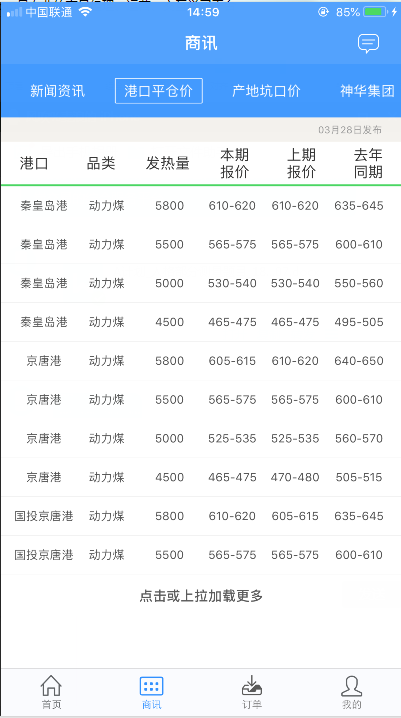 中国联通 14:59 85%
商讯
新闻资讯 港口平仓价 产地坑口价 神华集团
03月28日发布
港口 品类 发热量 本期报价 上期报价 去年同期
秦皇岛港 动力煤 5800 610-620 610-620 635-645
秦皇岛港 动力煤 5500 565-575 565-575 600-610
秦皇岛港 动力煤 5000 530-540 530-540 550-560
秦皇岛港 动力煤 4500 465-475 465-475 495-505
京唐港 动力煤 5800 605-615 610-620 640-650
京唐港 动力煤 5500 565-575 565-575 600-610
京唐港 动力煤 5000 525-535 525-535 560-570
京唐港 动力煤 4500 465-475 470-480 505-515
国投京唐港 动力煤 5800 610-620 605-615 635-645
国投京唐港 动力煤 5500 565-575 565-575 600-610
点击或上拉加载更多
首页 商讯 订单 我的